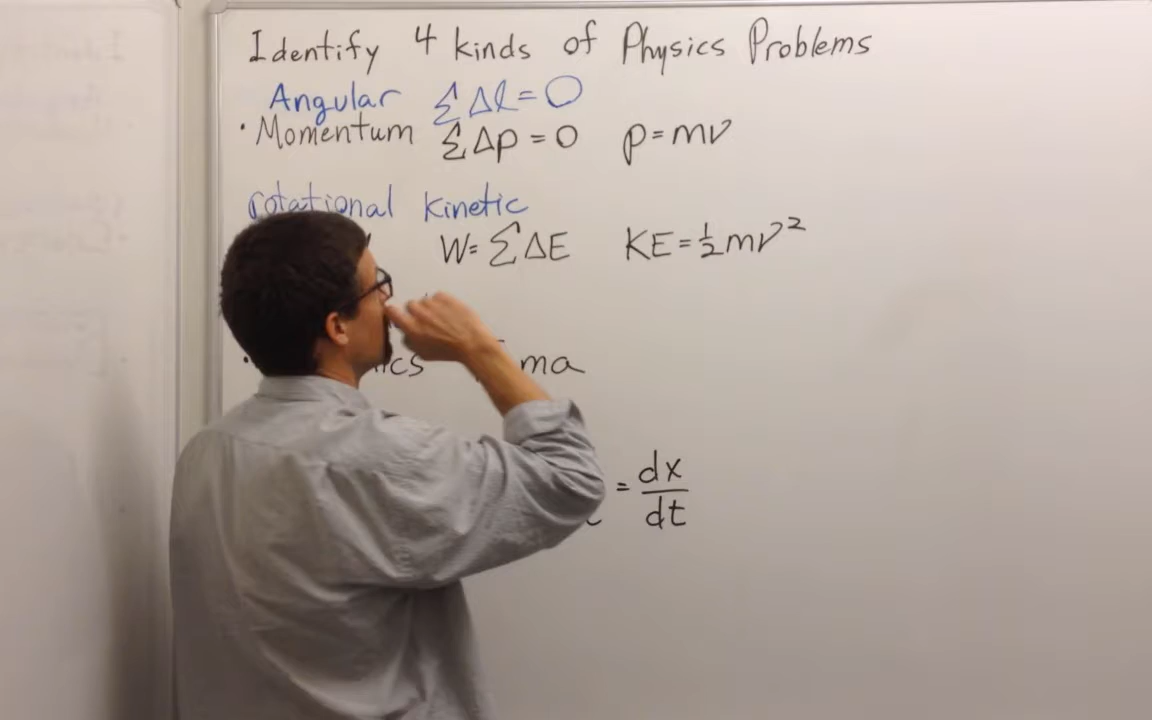 Identify 4 kinds of Physics Problems
Angular ΣΔl=0
• Momentum ΣΔp=0 p=mv
rotational kinetic
W=ΣΔE KE=½mv²
ma
= dx/dt